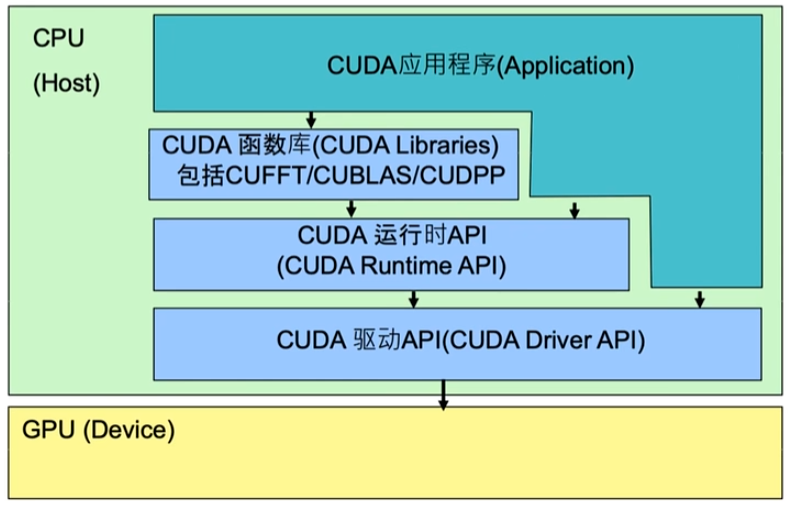 CPU
(Host)
CUDA应用程序(Application)
CUDA 函数库(CUDA Libraries)
包括CUFFT/CUBLAS/CUDPP
CUDA 运行时API
(CUDA Runtime API)
CUDA 驱动API(CUDA Driver API)
GPU (Device)